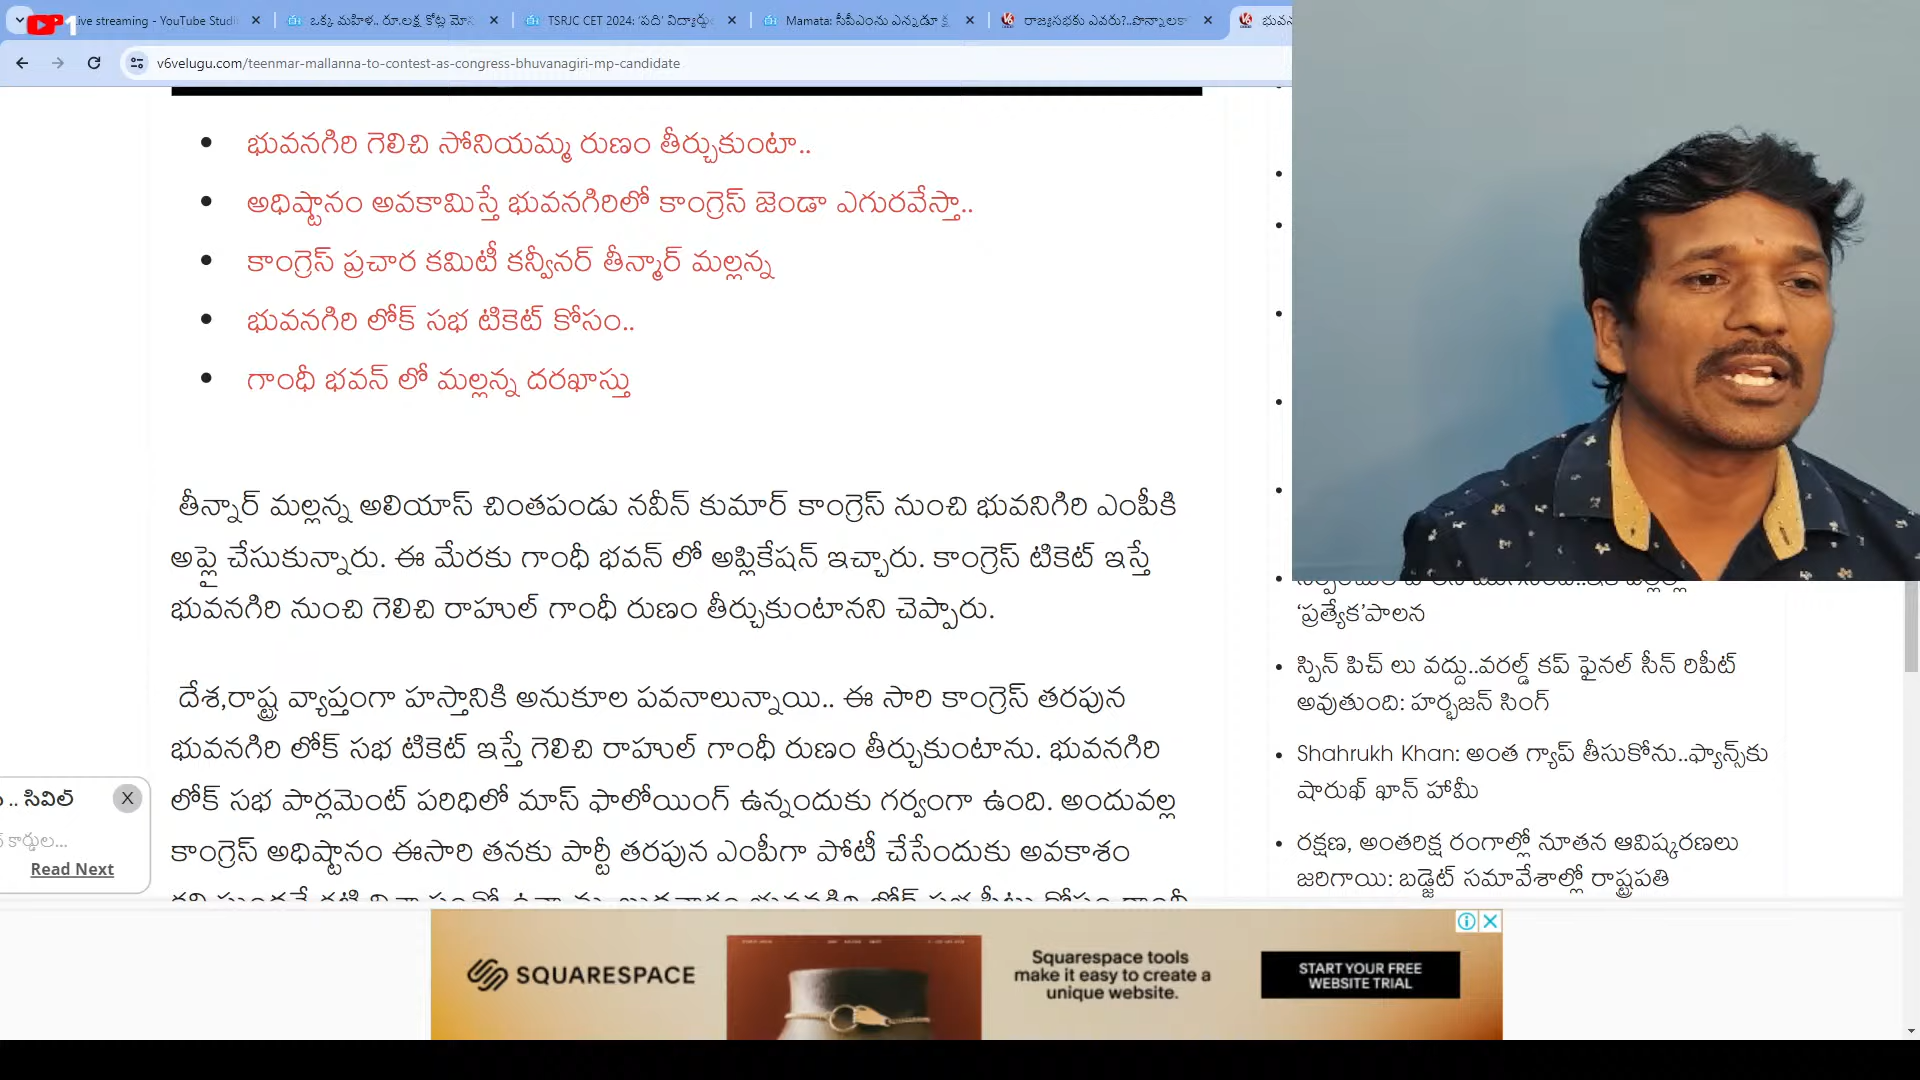 live streaming - YouTube Studi
ఒక్క మహిళ.. రూ.లక్ష కోట్ల మోస
TSRJC CET 2024: ‘పది’ విద్యార్థుల
Mamata: సీపీఎంను ఎన్నడూ క్ష
రాజ్యసభకు ఎవరు?..పొన్నాలకా
భువన
1
v6velugu.com/teenmar-mallanna-to-contest-as-congress-bhuvanagiri-mp-candidate
భువనగిరి గెలిచి సోనియమ్మ రుణం తీర్చుకుంటా..
అధిష్టానం అవకామిస్తే భువనగిరిలో కాంగ్రెస్ జెండా ఎగురవేస్తా..
కాంగ్రెస్ ప్రచార కమిటీ కన్వీనర్ తీన్మార్ మల్లన్న
భువనగిరి లోక్ సభ టికెట్ కోసం..
గాంధీ భవన్ లో మల్లన్న దరఖాస్తు
తీన్నార్ మల్లన్న అలియాస్ చింతపండు నవీన్ కుమార్ కాంగ్రెస్ నుంచి భువనిగిరి ఎంపీకి
అప్లై చేసుకున్నారు. ఈ మేరకు గాంధీ భవన్ లో అప్లికేషన్ ఇచ్చారు. కాంగ్రెస్ టికెట్ ఇస్తే
భువనగిరి నుంచి గెలిచి రాహుల్ గాంధీ రుణం తీర్చుకుంటానని చెప్పారు.
దేశ,రాష్ట్ర వ్యాప్తంగా హస్తానికి అనుకూల పవనాలున్నాయి.. ఈ సారి కాంగ్రెస్ తరపున
భువనగిరి లోక్ సభ టికెట్ ఇస్తే గెలిచి రాహుల్ గాంధీ రుణం తీర్చుకుంటాను. భువనగిరి
లోక్ సభ పార్లమెంట్ పరిధిలో మాస్ ఫాలోయింగ్ ఉన్నందుకు గర్వంగా ఉంది. అందువల్ల
కాంగ్రెస్ అధిష్టానం ఈసారి తనకు పార్టీ తరపున ఎంపీగా పోటీ చేసేందుకు అవకాశం
‘ప్రత్యేక’పాలన
స్పిన్ పిచ్ లు వద్దు..వరల్డ్ కప్ ఫైనల్ సీన్ రిపీట్
అవుతుంది: హర్భజన్ సింగ్
Shahrukh Khan: అంత గ్యాప్ తీసుకోను..ఫ్యాన్స్‌కు
షారుఖ్ ఖాన్ హామీ
రక్షణ, అంతరిక్ష రంగాల్లో నూతన ఆవిష్కరణలు
జరిగాయి: బడ్జెట్ సమావేశాల్లో రాష్ట్రపతి
.. సివిల్
X
కార్డుల...
Read Next
SQUARESPACE
Squarespace tools
make it easy to create a
unique website.
START YOUR FREE
WEBSITE TRIAL